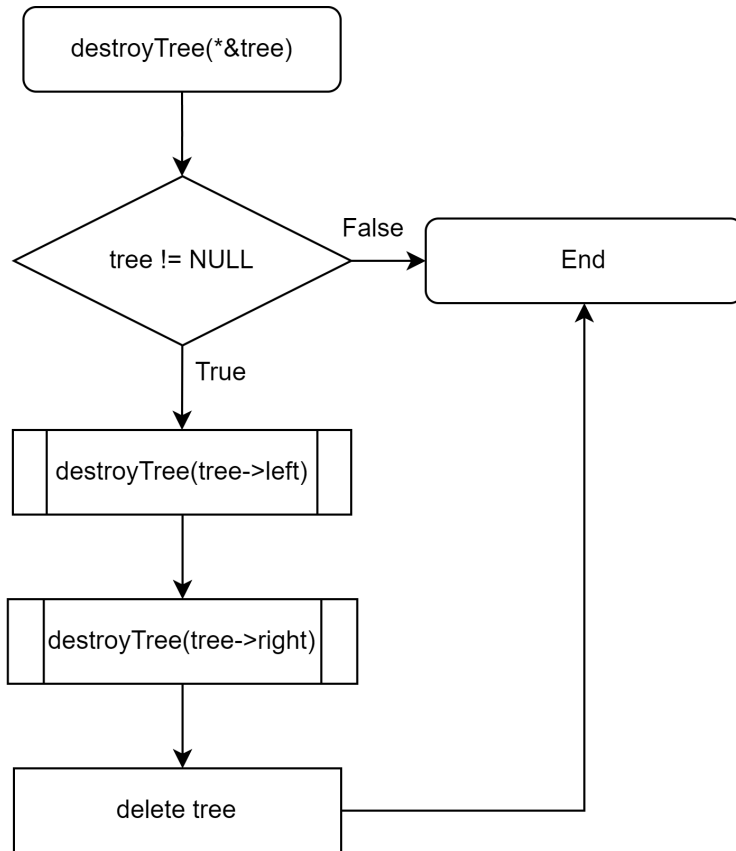 destroyTree(*&tree)
tree != NULL
False
End
True
destroyTree(tree->left)
destroyTree(tree->right)
delete tree